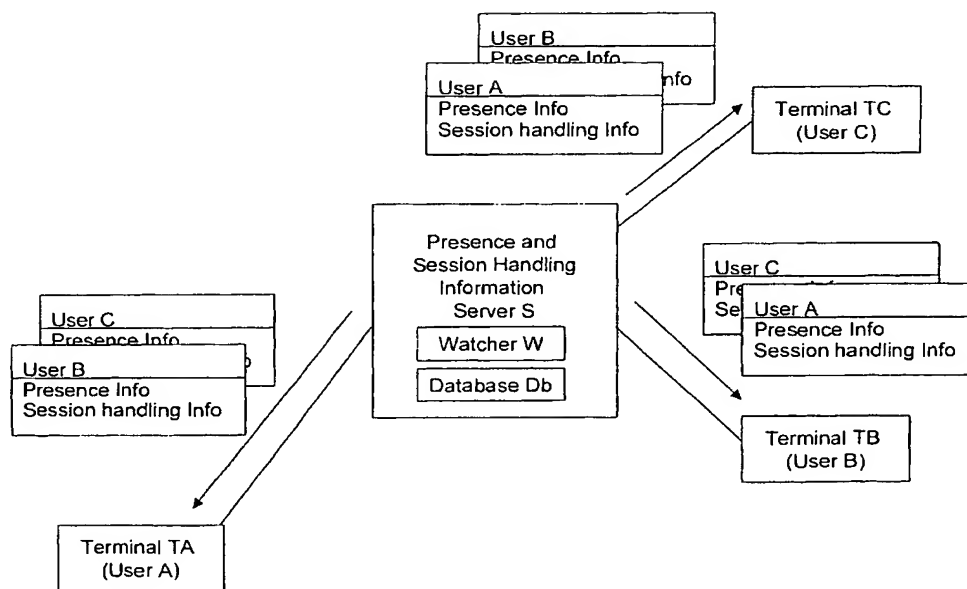 User B
Presence Info
nfo
User A
Presence Info
Session handling Info
Terminal TC
(User C)
Presence and
Session Handling
Information
Server S
Watcher W
Database Db
User C
Pre
Se
User A
Presence Info
Session handling Info
User C
Presence Info
User B
Presence Info
Session handling Info
Terminal TB
(User B)
Terminal TA
(User A)